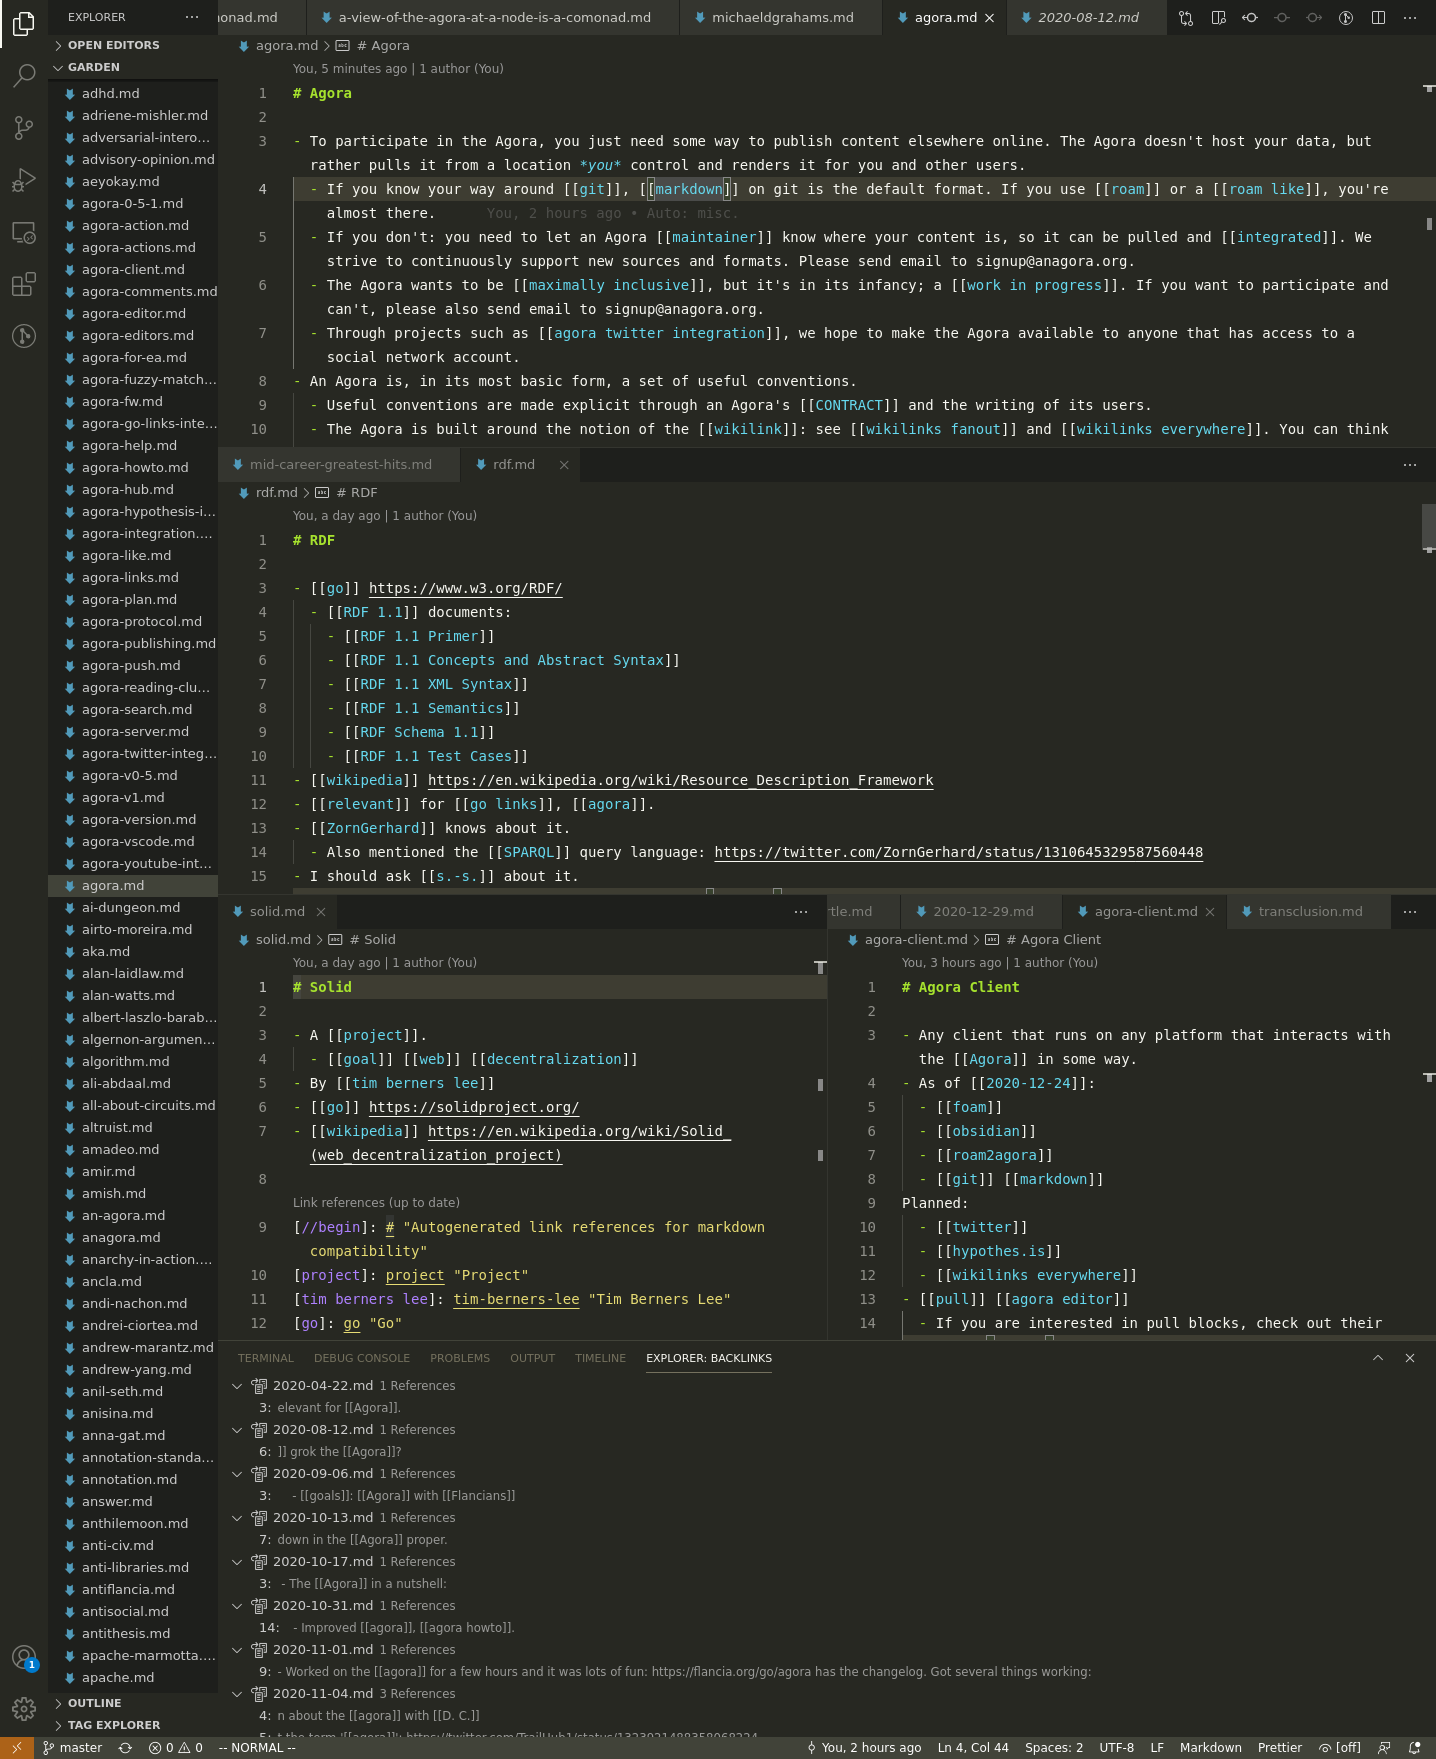 EXPLORER
OPEN EDITORS
GARDEN
adhd.md
adriene-mishler.md
adversarial-intero...
advisory-opinion.md
aeyokay.md
agora-0-5-1.md
agora-action.md
agora-actions.md
agora-client.md
agora-comments.md
agora-editor.md
agora-editors.md
agora-for-ea.md
agora-fuzzy-match...
agora-fw.md
agora-go-links-inte...
agora-help.md
agora-howto.md
agora-hub.md
agora-hypothesis-i...
agora-integration....
agora-like.md
agora-links.md
agora-plan.md
agora-protocol.md
agora-publishing.md
agora-push.md
agora-reading-clu...
agora-search.md
agora-server.md
agora-twitter-integ...
agora-v0-5.md
agora-v1.md
agora-version.md
agora-vscode.md
agora-youtube-int...
agora.md
ai-dungeon.md
airto-moreira.md
aka.md
alan-laidlaw.md
alan-watts.md
albert-laszlo-barab...
algernon-argumen...
algorithm.md
ali-abdaal.md
all-about-circuits.md
altruist.md
amadeo.md
amir.md
amish.md
an-agora.md
anagora.md
anarchy-in-action....
ancla.md
andi-nachon.md
andrei-ciortea.md
andrew-marantz.md
andrew-yang.md
anil-seth.md
anisina.md
anna-gat.md
annotation-standa...
annotation.md
answer.md
anthilemoon.md
anti-civ.md
anti-libraries.md
antiflancia.md
antisocial.md
antithesis.md
apache-marmotta....
apache.md
OUTLINE
TAG EXPLORER
onad.md a-view-of-the-agora-at-a-node-is-a-comonad.md michaeldgrahams.md agora.md 2020-08-12.md
agora.md > # Agora
You, 5 minutes ago | 1 author (You)
1 # Agora
2
3 - To participate in the Agora, you just need some way to publish content elsewhere online. The Agora doesn't host your data, but
rather pulls it from a location *you* control and renders it for you and other users.
4 - If you know your way around [[git]], [[markdown]] on git is the default format. If you use [[roam]] or a [[roam like]], you're
almost there. You, 2 hours ago • Auto: misc.
5 - If you don't: you need to let an Agora [[maintainer]] know where your content is, so it can be pulled and [[integrated]]. We
strive to continuously support new sources and formats. Please send email to signup@anagora.org.
6 - The Agora wants to be [[maximally inclusive]], but it's in its infancy; a [[work in progress]]. If you want to participate and
can't, please also send email to signup@anagora.org.
7 - Through projects such as [[agora twitter integration]], we hope to make the Agora available to anyone that has access to a
social network account.
8 - An Agora is, in its most basic form, a set of useful conventions.
9 - Useful conventions are made explicit through an Agora's [[CONTRACT]] and the writing of its users.
10 - The Agora is built around the notion of the [[wikilink]]: see [[wikilinks fanout]] and [[wikilinks everywhere]]. You can think
mid-career-greatest-hits.md rdf.md
rdf.md > # RDF
You, a day ago | 1 author (You)
1 # RDF
2
3 - [[go]] https://www.w3.org/RDF/
4 - [[RDF 1.1]] documents:
5 - [[RDF 1.1 Primer]]
6 - [[RDF 1.1 Concepts and Abstract Syntax]]
7 - [[RDF 1.1 XML Syntax]]
8 - [[RDF 1.1 Semantics]]
9 - [[RDF Schema 1.1]]
10 - [[RDF 1.1 Test Cases]]
11 - [[wikipedia]] https://en.wikipedia.org/wiki/Resource_Description_Framework
12 - [[relevant]] for [[go links]], [[agora]].
13 - [[ZornGerhard]] knows about it.
14 - Also mentioned the [[SPARQL]] query language: https://twitter.com/ZornGerhard/status/1310645329587560448
15 - I should ask [[s.-s.]] about it.
solid.md
solid.md > # Solid
You, a day ago | 1 author (You)
1 # Solid
2
3 - A [[project]].
4 - [[goal]] [[web]] [[decentralization]]
5 - By [[tim berners lee]]
6 - [[go]] https://solidproject.org/
7 - [[wikipedia]] https://en.wikipedia.org/wiki/Solid_
(web_decentralization_project)
8
Link references (up to date)
9 [//begin]: # "Autogenerated link references for markdown
compatibility"
10 [project]: project "Project"
11 [tim berners lee]: tim-berners-lee "Tim Berners Lee"
12 [go]: go "Go"
rtle.md 2020-12-29.md agora-client.md transclusion.md
agora-client.md > # Agora Client
You, 3 hours ago | 1 author (You)
1 # Agora Client
2
3 - Any client that runs on any platform that interacts with
the [[Agora]] in some way.
4 - As of [[2020-12-24]]:
5 - [[foam]]
6 - [[obsidian]]
7 - [[roam2agora]]
8 - [[git]] [[markdown]]
9 Planned:
10 - [[twitter]]
11 - [[hypothes.is]]
12 - [[wikilinks everywhere]]
13 - [[pull]] [[agora editor]]
14 - If you are interested in pull blocks, check out their
TERMINAL DEBUG CONSOLE PROBLEMS OUTPUT TIMELINE EXPLORER: BACKLINKS
2020-04-22.md 1 References
3: elevant for [[Agora]].
2020-08-12.md 1 References
6: ]] grok the [[Agora]]?
2020-09-06.md 1 References
3: - [[goals]]: [[Agora]] with [[Flancians]]
2020-10-13.md 1 References
7: down in the [[Agora]] proper.
2020-10-17.md 1 References
3: - The [[Agora]] in a nutshell:
2020-10-31.md 1 References
14: - Improved [[agora]], [[agora howto]].
2020-11-01.md 1 References
9: - Worked on the [[agora]] for a few hours and it was lots of fun: https://flancia.org/go/agora has the changelog. Got several things working:
2020-11-04.md 3 References
4: n about the [[agora]] with [[D. C.]]
1
master 0 0 -- NORMAL -- You, 2 hours ago Ln 4, Col 44 Spaces: 2 UTF-8 LF Markdown Prettier [off]